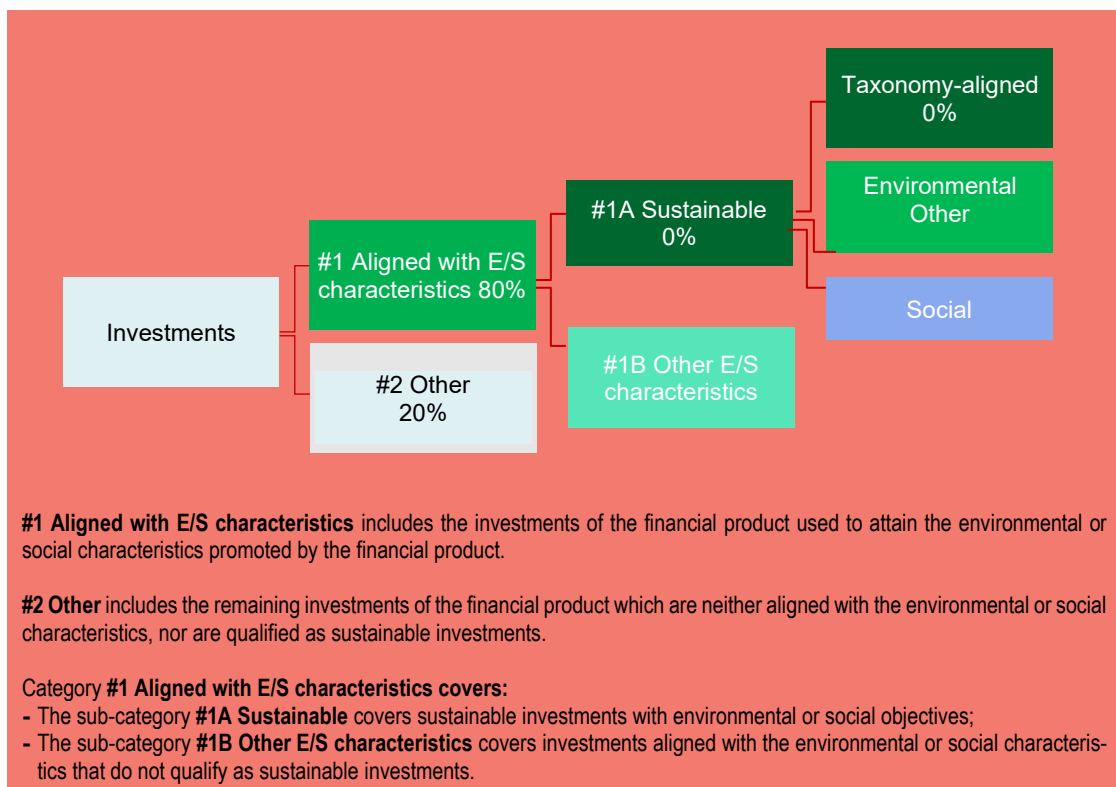 Taxonomy-aligned
0%
Environmental
Other
#1A Sustainable
0%
#1 Aligned with E/S
characteristics 80%
Social
Investments
#1B Other E/S
characteristics
#2 Other
20%
#1 Aligned with E/S characteristics includes the investments of the financial product used to attain the environmental or
social characteristics promoted by the financial product.
#2 Other includes the remaining investments of the financial product which are neither aligned with the environmental or social
characteristics, nor are qualified as sustainable investments.
Category #1 Aligned with E/S characteristics covers:
- The sub-category #1A Sustainable covers sustainable investments with environmental or social objectives;
- The sub-category #1B Other E/S characteristics covers investments aligned with the environmental or social characteris-
tics that do not qualify as sustainable investments.